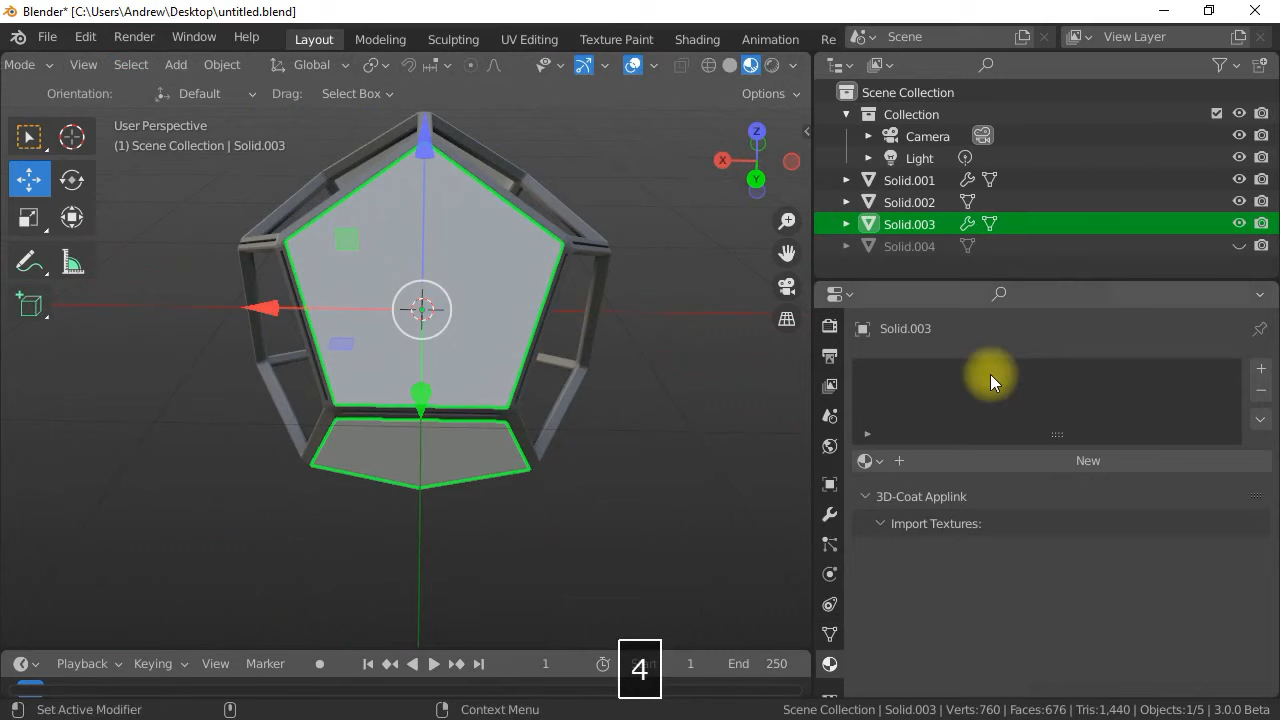 Blender* [C:\Users\Andrew\Desktop\untitled.blend]
File Edit Render Window Help Layout Modeling Sculpting UV Editing Texture Paint Shading Animation Re Scene View Layer
Mode View Select Add Object Global
Orientation: Default Drag: Select Box Options
User Perspective
(1) Scene Collection | Solid.003
Z
X
Y
Scene Collection
Collection
Camera
Light
Solid.001
Solid.002
Solid.003
Solid.004
Solid.003
New
3D-Coat Applink
Import Textures:
Playback Keying View Marker 1 1 End 250
4
Set Active Modifier Context Menu Scene Collection | Solid.003 Verts:760 | Faces:676 | Tris:1,440 | Objects:1/5 | 3.0.0 Beta